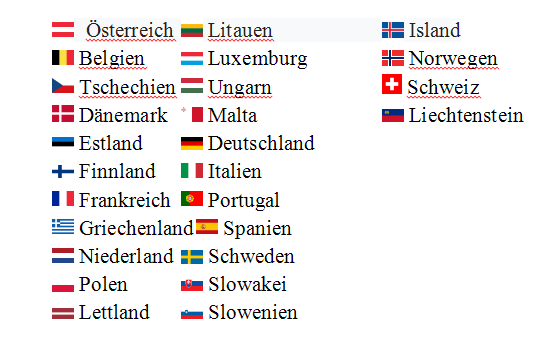 Österreich Litauen Island
Belgien Luxemburg Norwegen
Tschechien Ungarn Schweiz
Dänemark Malta Liechtenstein
Estland Deutschland
Finnland Italien
Frankreich Portugal
Griechenland Spanien
Niederland Schweden
Polen Slowakei
Lettland Slowenien